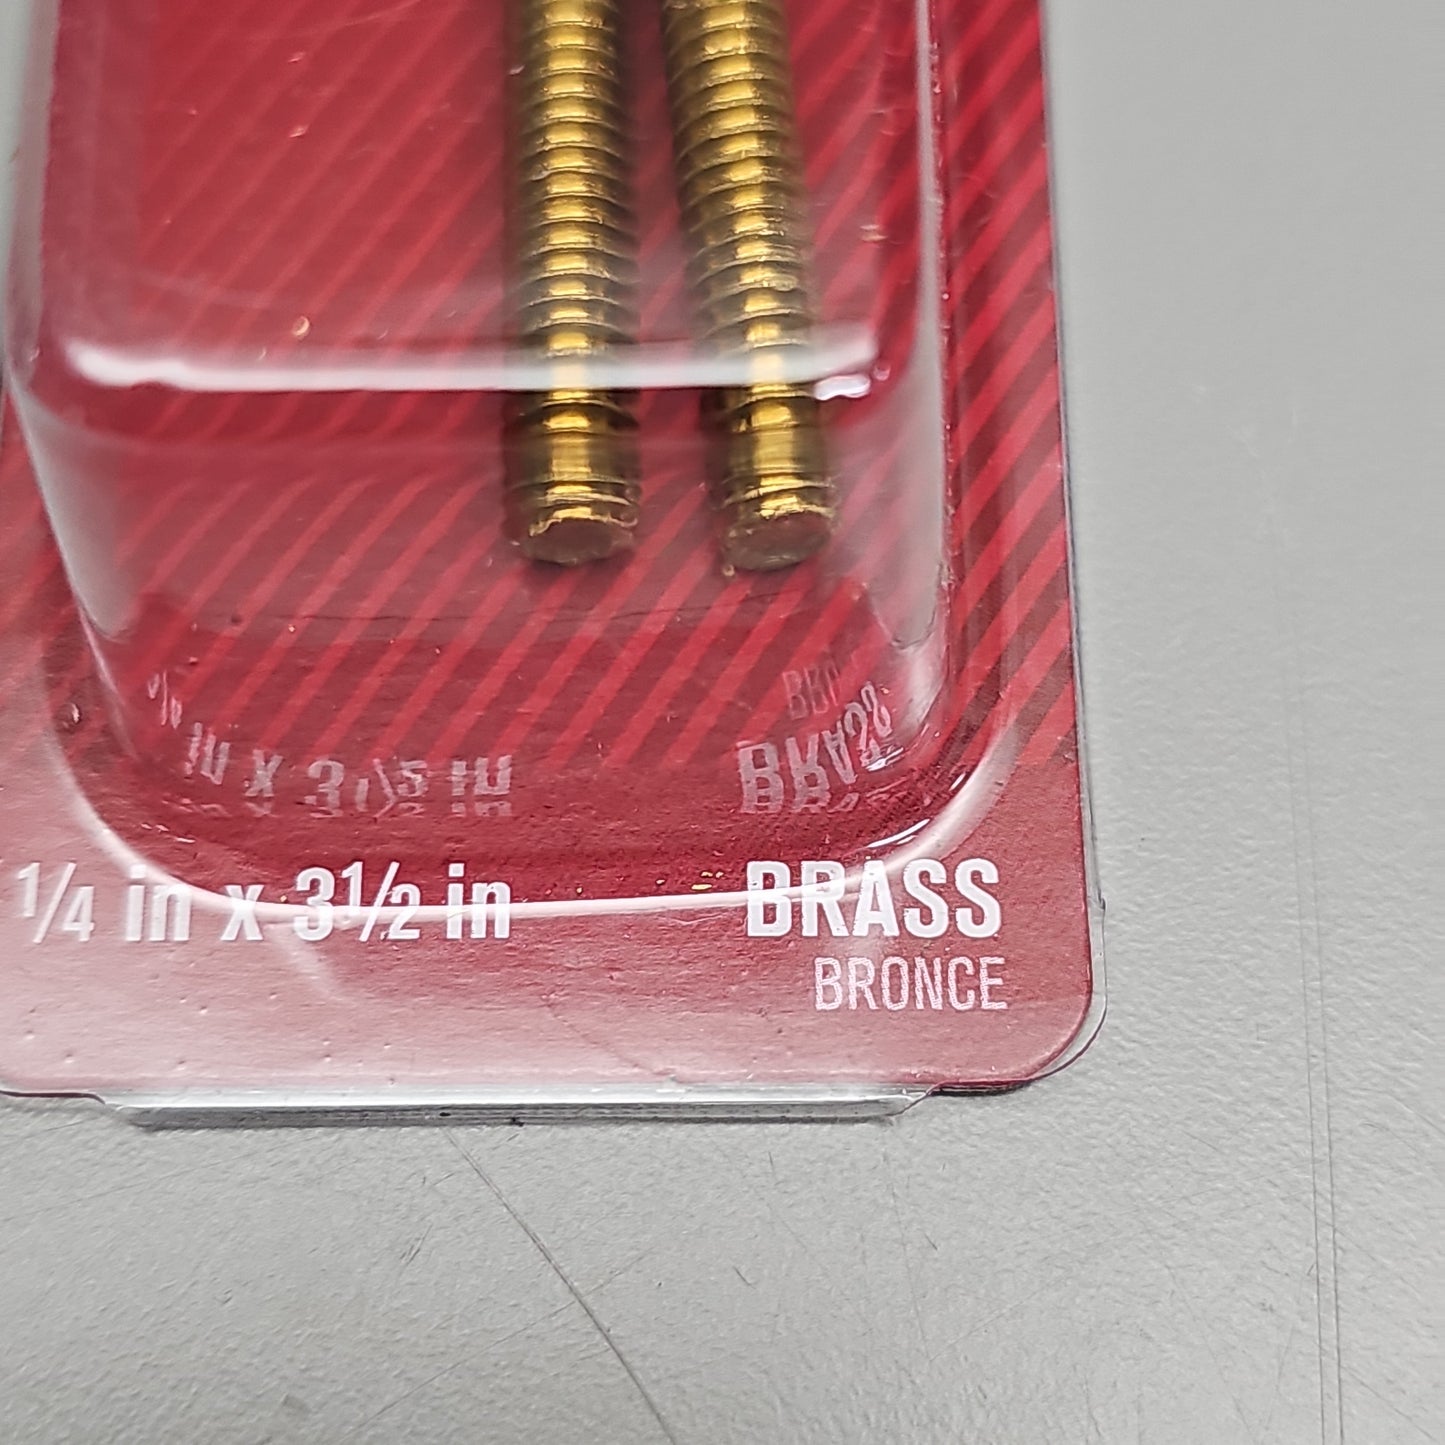 1/4 in x 3 1/2 in
BRASS
BRONCE